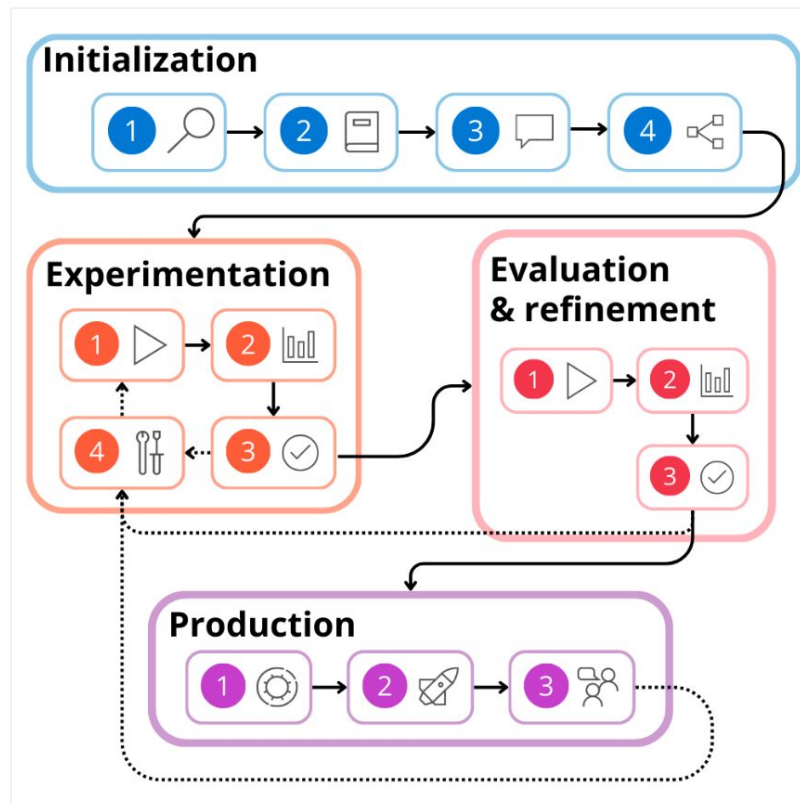 Initialization
1
2
3
4
Experimentation
1
2
4
3
Evaluation
& refinement
1
2
3
Production
1
2
3